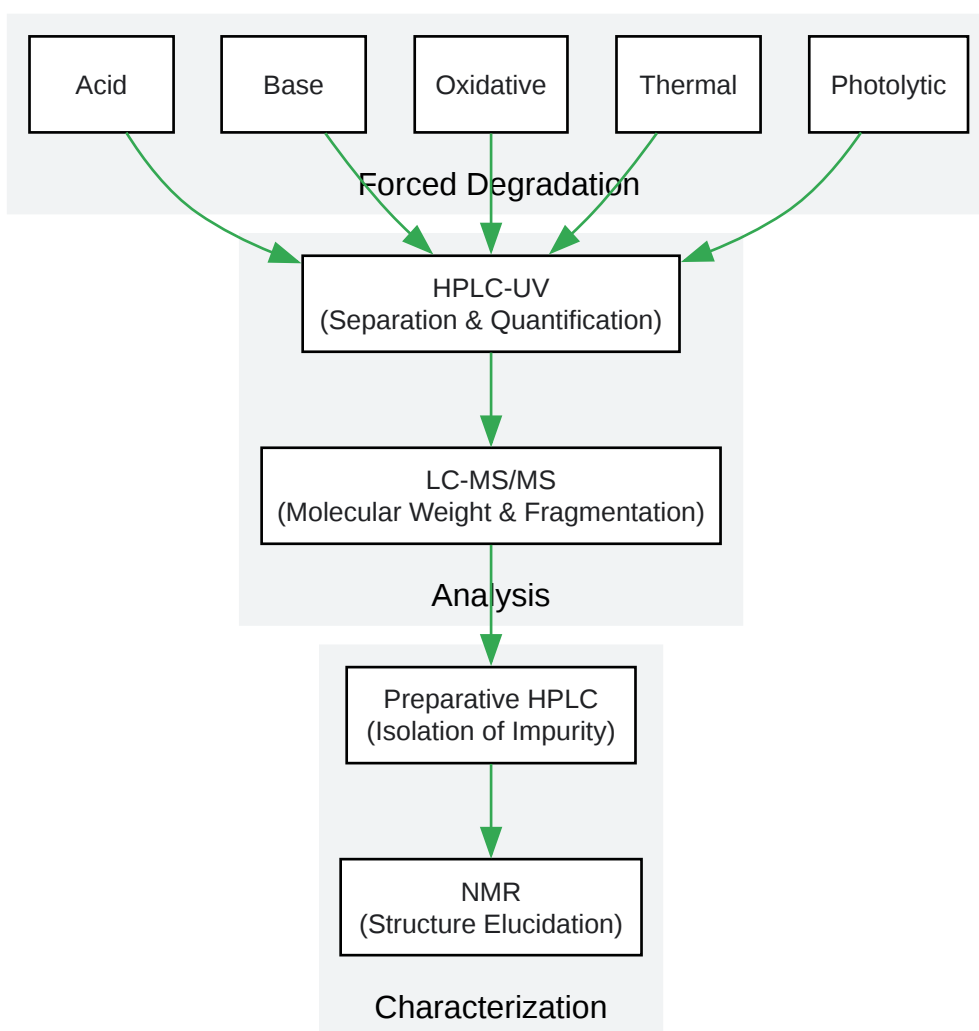 Acid
Base
Oxidative
Thermal
Photolytic
Forced Degradation
HPLC-UV
(Separation & Quantification)
LC-MS/MS
(Molecular Weight & Fragmentation)
Analysis
Preparative HPLC
(Isolation of Impurity)
NMR
(Structure Elucidation)
Characterization